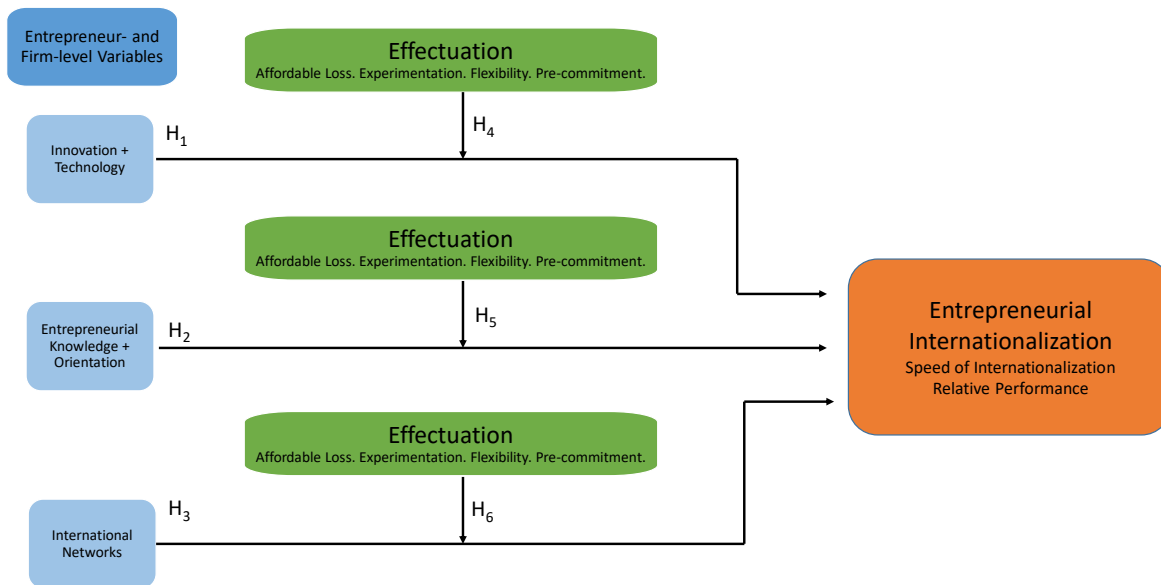 Entrepreneur- and
Firm-level Variables
Effectuation
Affordable Loss. Experimentation. Flexibility. Pre-commitment.
H1
H4
Innovation +
Technology
Effectuation
Affordable Loss. Experimentation. Flexibility. Pre-commitment.
H2
H5
Entrepreneurial
Knowledge +
Orientation
Entrepreneurial
Internationalization
Speed of Internationalization
Relative Performance
Effectuation
Affordable Loss. Experimentation. Flexibility. Pre-commitment.
H3
H6
International
Networks